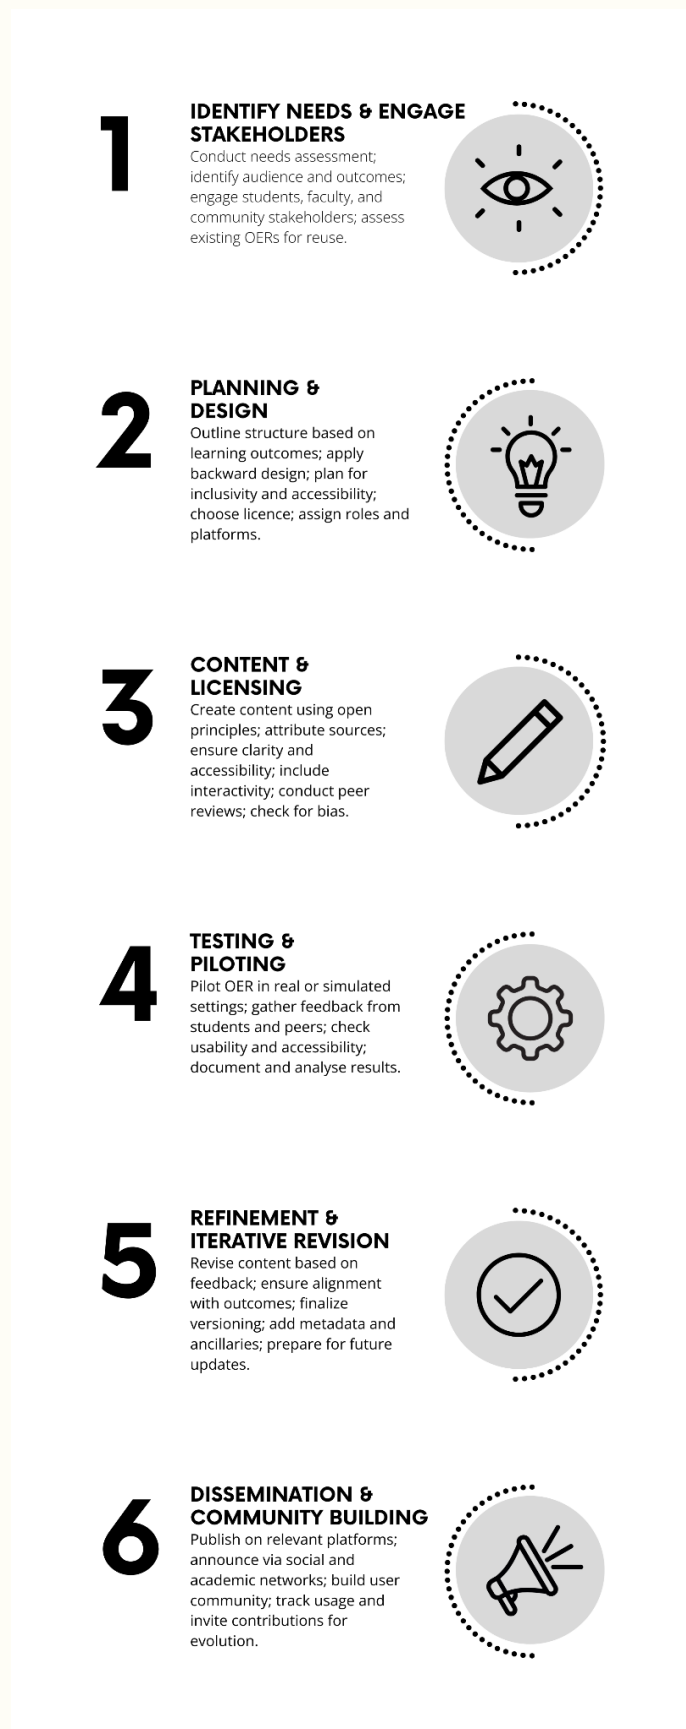 1
IDENTIFY NEEDS & ENGAGE
STAKEHOLDERS
Conduct needs assessment;
identify audience and outcomes;
engage students, faculty, and
community stakeholders; assess
existing OERs for reuse.
2
PLANNING &
DESIGN
Outline structure based on
learning outcomes; apply
backward design; plan for
inclusivity and accessibility;
choose licence; assign roles and
platforms.
3
CONTENT &
LICENSING
Create content using open
principles; attribute sources;
ensure clarity and
accessibility; include
interactivity; conduct peer
reviews; check for bias.
4
TESTING &
PILOTING
Pilot OER in real or simulated
settings; gather feedback from
students and peers; check
usability and accessibility;
document and analyse results.
5
REFINEMENT &
ITERATIVE REVISION
Revise content based on
feedback; ensure alignment
with outcomes; finalize
versioning; add metadata and
ancillaries; prepare for future
updates.
6
DISSEMINATION &
COMMUNITY BUILDING
Publish on relevant platforms;
announce via social and
academic networks; build user
community; track usage and
invite contributions for
evolution.